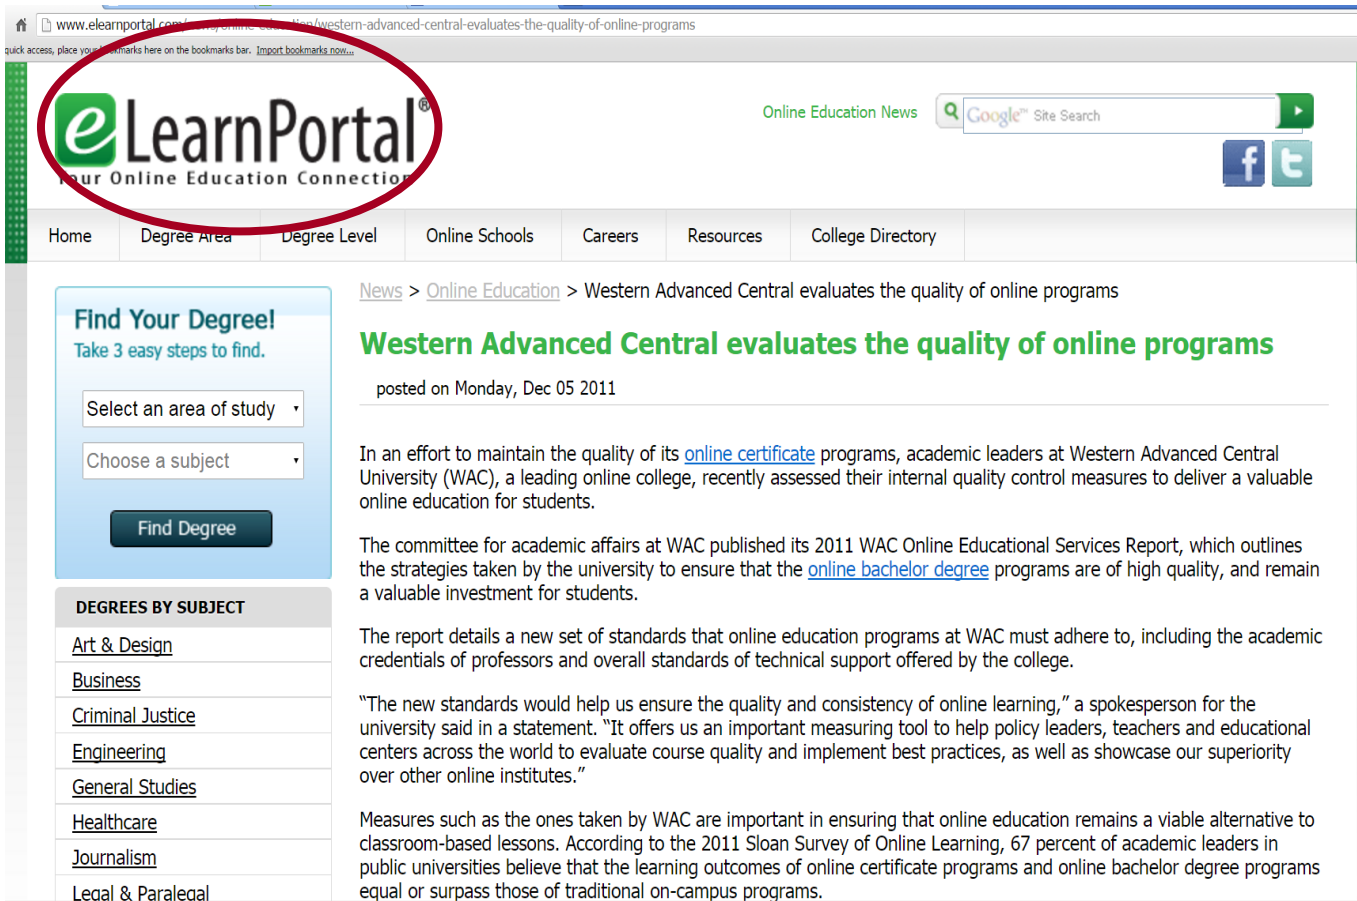 www.elearnportal.com/news/online-education/western-advanced-central-evaluates-the-quality-of-online-programs
quick access, place your bookmarks here on the bookmarks bar. Import bookmarks now...
e LearnPortal®
Your Online Education Connection
Online Education News
Google™ Site Search
f t
Home Degree Area Degree Level Online Schools Careers Resources College Directory
News > Online Education > Western Advanced Central evaluates the quality of online programs
Find Your Degree!
Take 3 easy steps to find.
Select an area of study
Choose a subject
Find Degree
DEGREES BY SUBJECT
Art & Design
Business
Criminal Justice
Engineering
General Studies
Healthcare
Journalism
Legal & Paralegal
Western Advanced Central evaluates the quality of online programs
posted on Monday, Dec 05 2011
In an effort to maintain the quality of its online certificate programs, academic leaders at Western Advanced Central
University (WAC), a leading online college, recently assessed their internal quality control measures to deliver a valuable
online education for students.
The committee for academic affairs at WAC published its 2011 WAC Online Educational Services Report, which outlines
the strategies taken by the university to ensure that the online bachelor degree programs are of high quality, and remain
a valuable investment for students.
The report details a new set of standards that online education programs at WAC must adhere to, including the academic
credentials of professors and overall standards of technical support offered by the college.
“The new standards would help us ensure the quality and consistency of online learning,” a spokesperson for the
university said in a statement. “It offers us an important measuring tool to help policy leaders, teachers and educational
centers across the world to evaluate course quality and implement best practices, as well as showcase our superiority
over other online institutes.”
Measures such as the ones taken by WAC are important in ensuring that online education remains a viable alternative to
classroom-based lessons. According to the 2011 Sloan Survey of Online Learning, 67 percent of academic leaders in
public universities believe that the learning outcomes of online certificate programs and online bachelor degree programs
equal or surpass those of traditional on-campus programs.